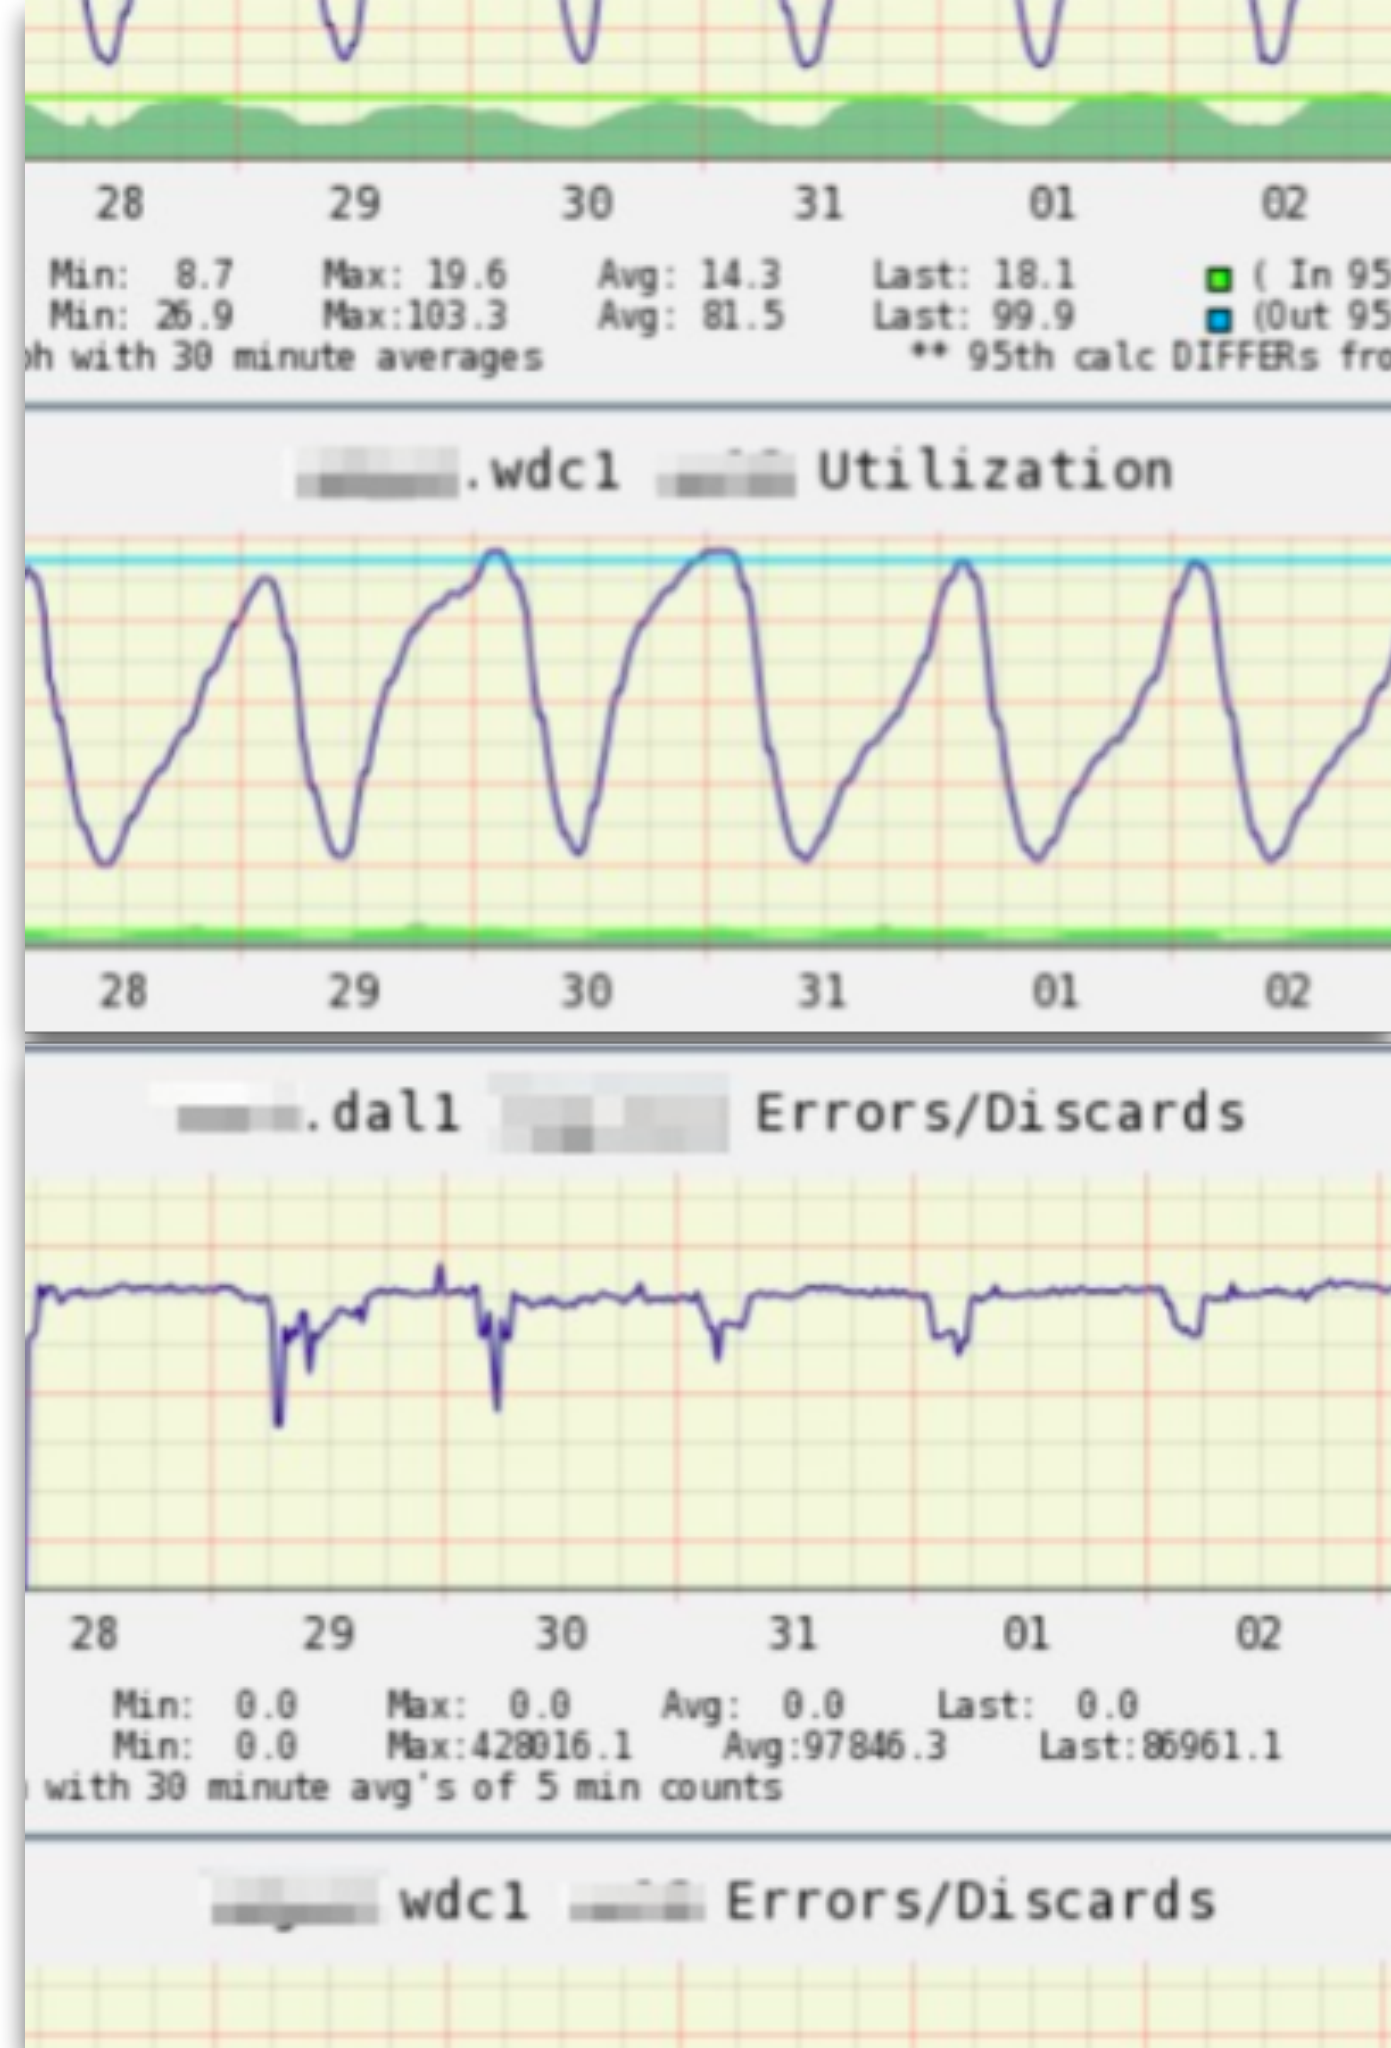 28 29 30 31 01 02
Min: 8.7 Max: 19.6 Avg: 14.3 Last: 18.1 ( In 95
Min: 26.9 Max:103.3 Avg: 81.5 Last: 99.9 (Out 95
with 30 minute averages ** 95th calc DIFFERs fro
.wdc1 Utilization
28 29 30 31 01 02
.dal1 Errors/Discards
28 29 30 31 01 02
Min: 0.0 Max: 0.0 Avg: 0.0 Last: 0.0
Min: 0.0 Max:428016.1 Avg:97846.3 Last:86961.1
with 30 minute avg's of 5 min counts
wdc1 Errors/Discards